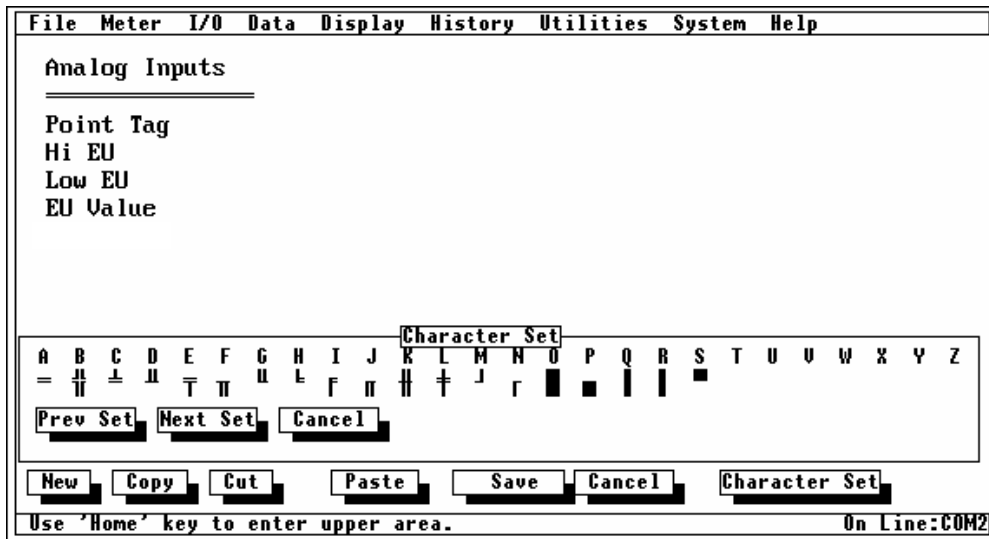 File Meter I/O Data Display History Utilities System Help
Analog Inputs
Point Tag
Hi EU
Low EU
EU Value
Character Set
A B C D E F G H I J K L M N O P Q R S T U V W X Y Z
═ ╬ ╧ ╨ ╤ ╥ ╙ ╘ ╒ ╓ ╫ ╪ ┘ ┌ █ ▄ ▌ ▐ ▀
Prev Set Next Set Cancel
New Copy Cut Paste Save Cancel Character Set
Use 'Home' key to enter upper area. On Line:COM2